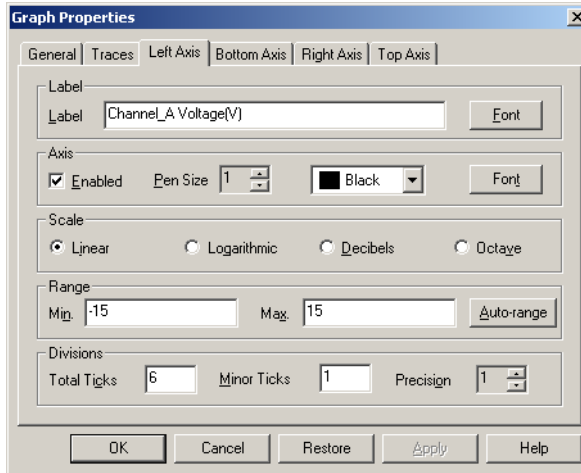 Graph Properties
General Traces Left Axis Bottom Axis Right Axis Top Axis
Label
Label Channel_A Voltage(V) Font
Axis
Enabled Pen Size 1 Black Font
Scale
Linear Logarithmic Decibels Octave
Range
Min. -15 Max. 15 Auto-range
Divisions
Total Ticks 6 Minor Ticks 1 Precision 1
OK Cancel Restore Apply Help